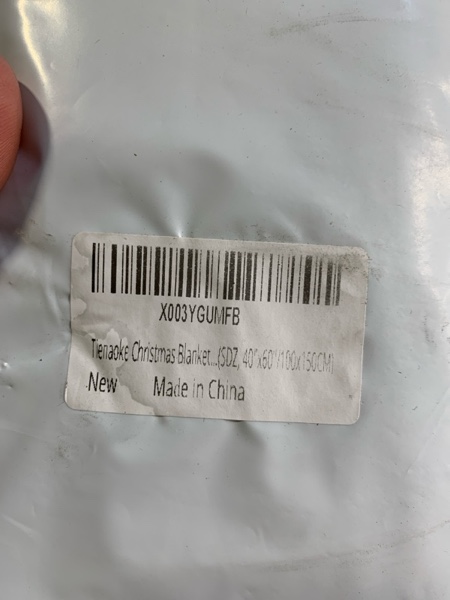 X003YGUMFB
Tienaoke Christmas Blanket...(SDZ, 40"x60"/100x150CM)
New Made in China